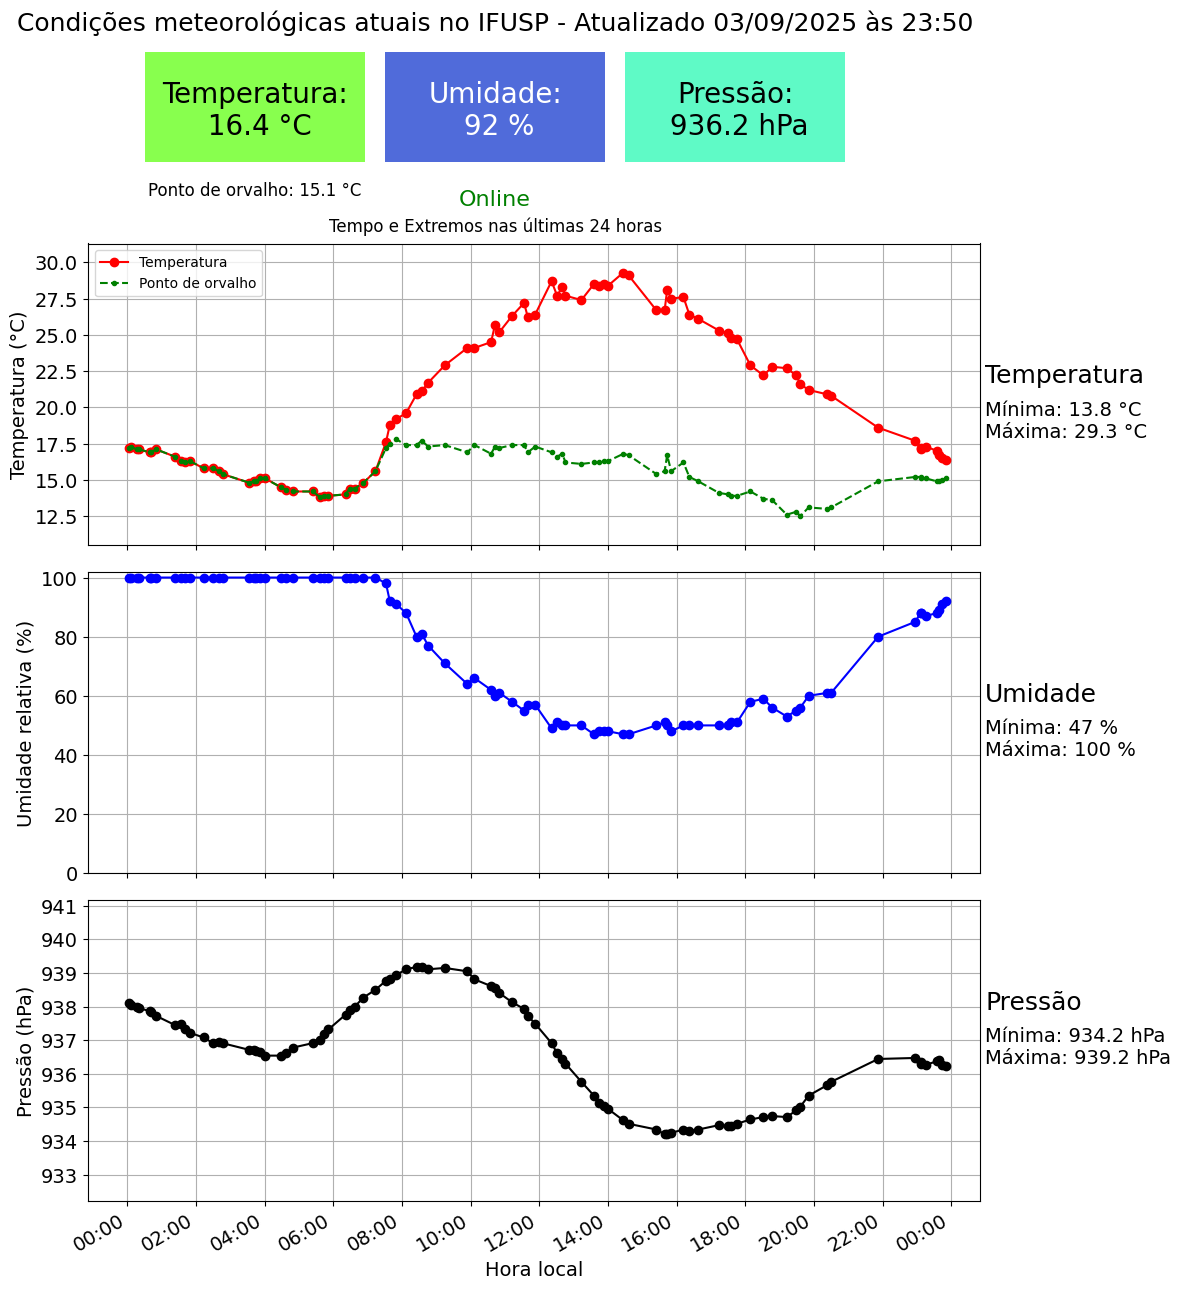 Condições meteorológicas atuais no IFUSP - Atualizado 03/09/2025 às 23:50
Temperatura:
16.4 °C
Umidade:
92 %
Pressão:
936.2 hPa
Ponto de orvalho: 15.1 °C
Online
Tempo e Extremos nas últimas 24 horas
Temperatura
Ponto de orvalho
Temperatura (°C)
30.0
27.5
25.0
22.5
20.0
17.5
15.0
12.5
Temperatura
Mínima: 13.8 °C
Máxima: 29.3 °C
Umidade relativa (%)
100
80
60
40
20
0
Umidade
Mínima: 47 %
Máxima: 100 %
Pressão (hPa)
941
940
939
938
937
936
935
934
933
Pressão
Mínima: 934.2 hPa
Máxima: 939.2 hPa
00:00 02:00 04:00 06:00 08:00 10:00 12:00 14:00 16:00 18:00 20:00 22:00 00:00
Hora local